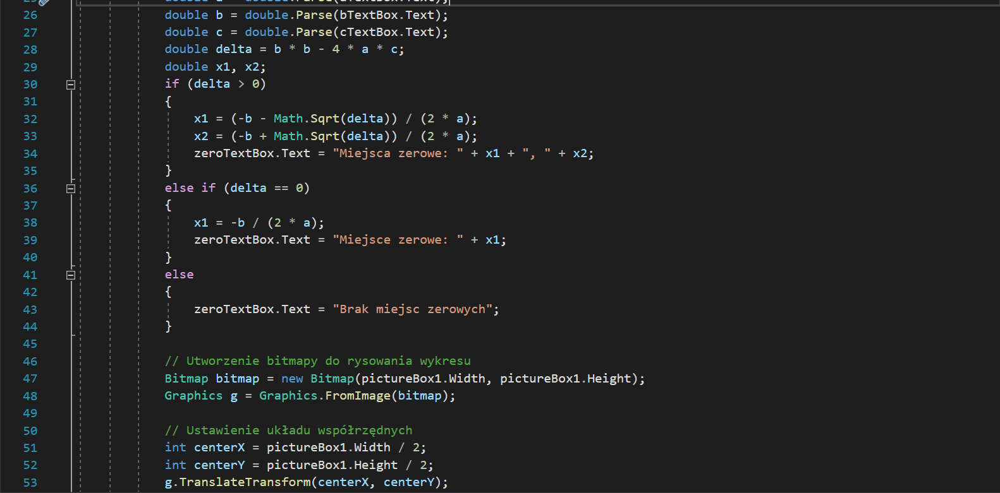 25 double a = double.Parse(aTextBox.Text);
26 double b = double.Parse(bTextBox.Text);
27 double c = double.Parse(cTextBox.Text);
28 double delta = b * b - 4 * a * c;
29 double x1, x2;
30 if (delta > 0)
31 {
32 x1 = (-b - Math.Sqrt(delta)) / (2 * a);
33 x2 = (-b + Math.Sqrt(delta)) / (2 * a);
34 zeroTextBox.Text = "Miejsca zerowe: " + x1 + ", " + x2;
35 }
36 else if (delta == 0)
37 {
38 x1 = -b / (2 * a);
39 zeroTextBox.Text = "Miejsce zerowe: " + x1;
40 }
41 else
42 {
43 zeroTextBox.Text = "Brak miejsc zerowych";
44 }
45
46 // Utworzenie bitmapy do rysowania wykresu
47 Bitmap bitmap = new Bitmap(pictureBox1.Width, pictureBox1.Height);
48 Graphics g = Graphics.FromImage(bitmap);
49
50 // Ustawienie układu współrzędnych
51 int centerX = pictureBox1.Width / 2;
52 int centerY = pictureBox1.Height / 2;
53 g.TranslateTransform(centerX, centerY);